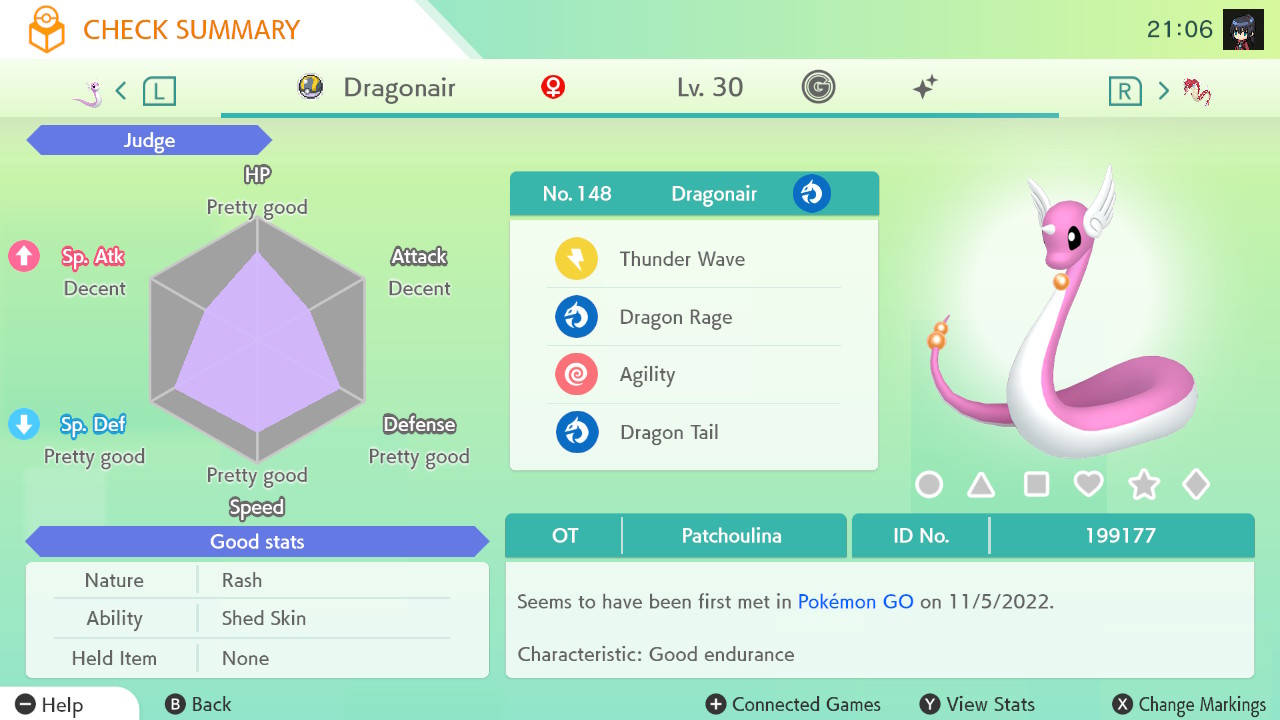 CHECK SUMMARY
21:06
L
Dragonair
Lv. 30
G
R
Judge
HP
Pretty good
Sp. Atk
Decent
Attack
Decent
Sp. Def
Pretty good
Defense
Pretty good
Pretty good
Speed
Good stats
Nature Rash
Ability Shed Skin
Held Item None
No. 148 Dragonair
Thunder Wave
Dragon Rage
Agility
Dragon Tail
OT Patchoulina ID No. 199177
Seems to have been first met in Pokémon GO on 11/5/2022.
Characteristic: Good endurance
Help
B Back
Connected Games
Y View Stats
X Change Markings